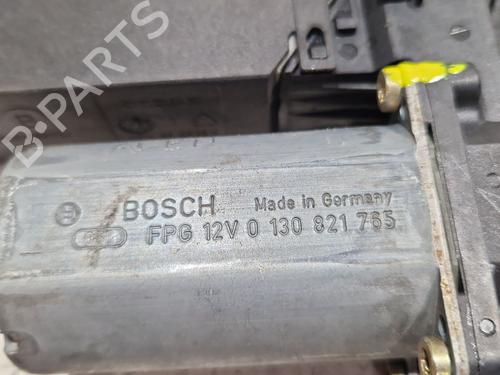 BOSCH Made in Germany
FPG 12V 0 130 821 765
B-PARTS